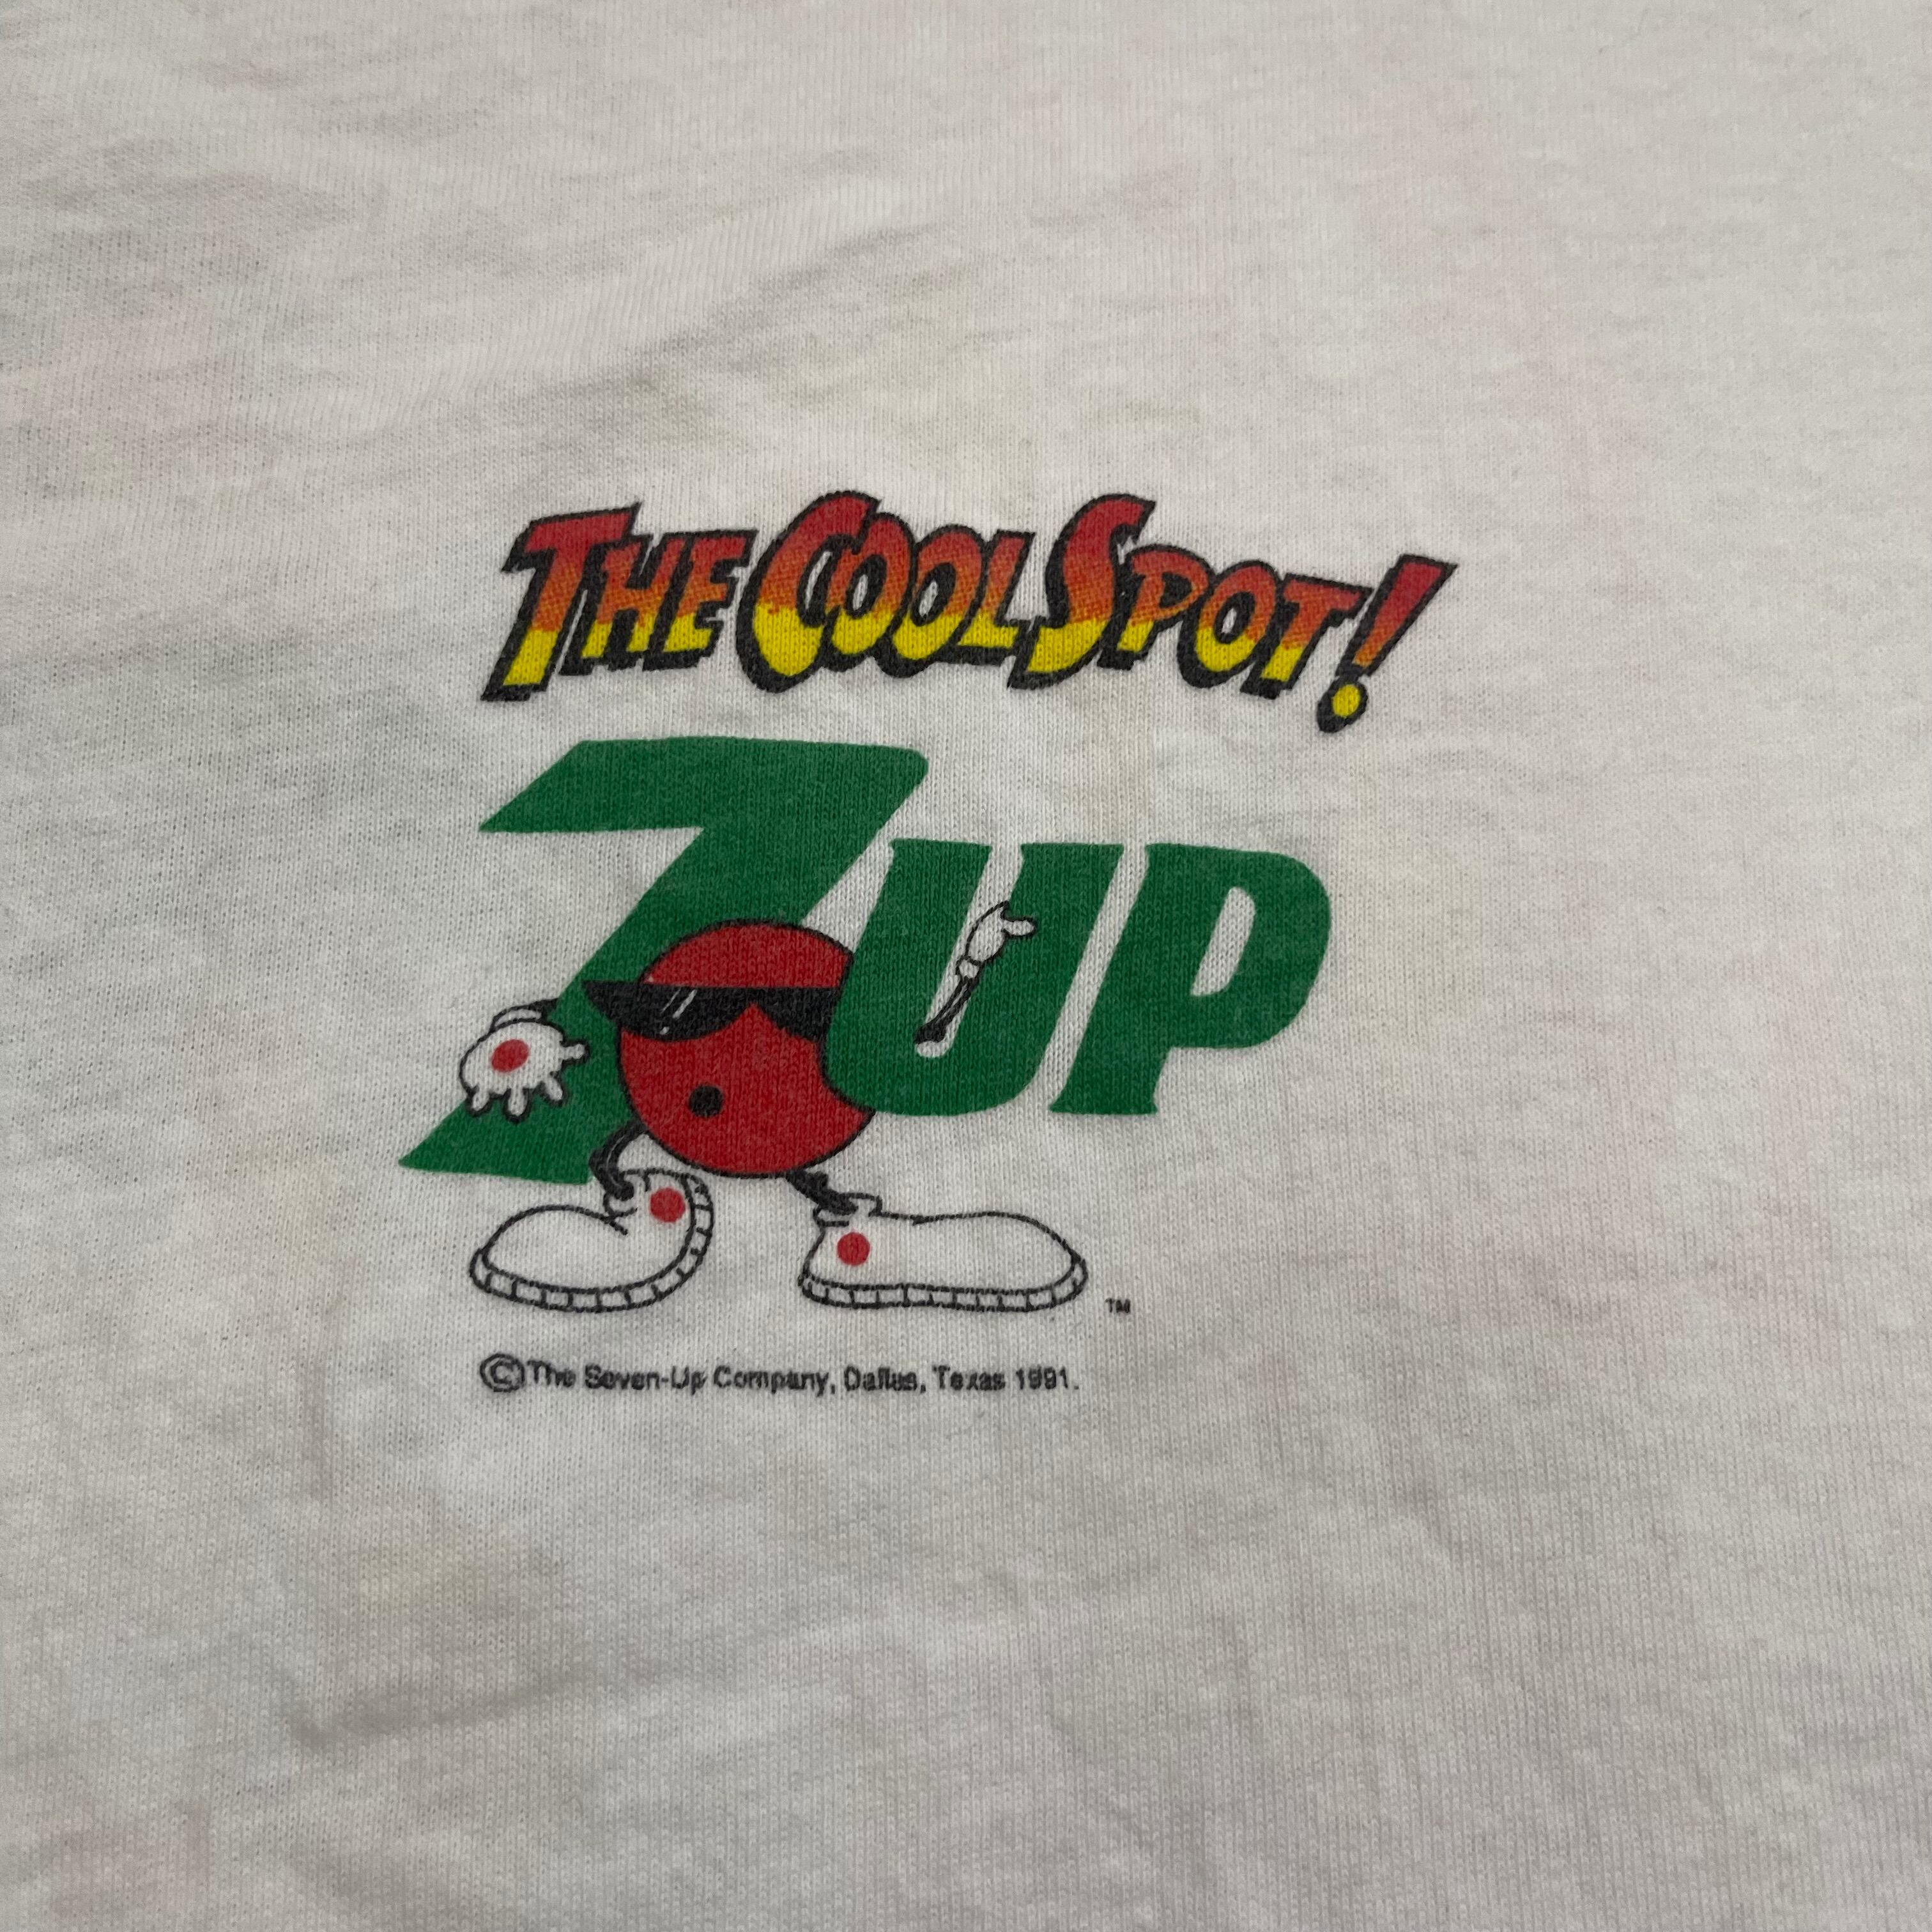 THE COOL SPOT!
7UP
TM
©The Seven-Up Company, Dallas, Texas 1991.